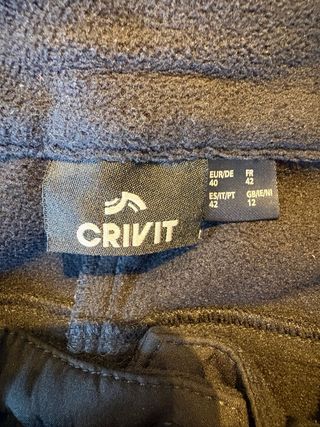 CRIVIT
EUR/DE FR
40 42
ES/IT/PT GB/IE/NI
42 12